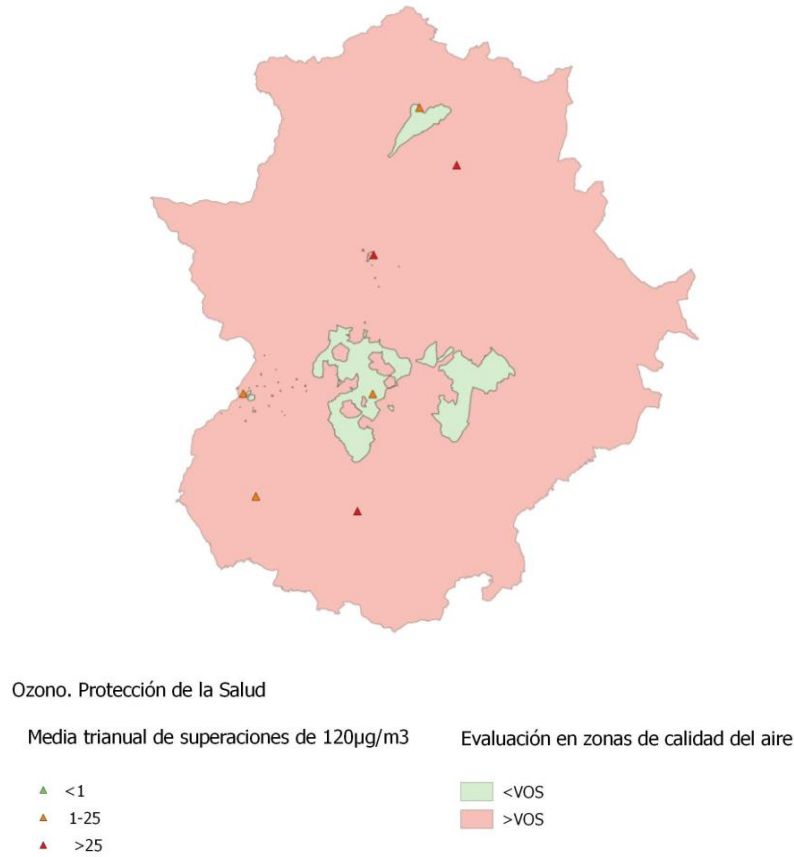 Ozono. Protección de la Salud
Media trianual de superaciones de 120µg/m3
<1
1-25
>25
Evaluación en zonas de calidad del aire
<VOS
>VOS